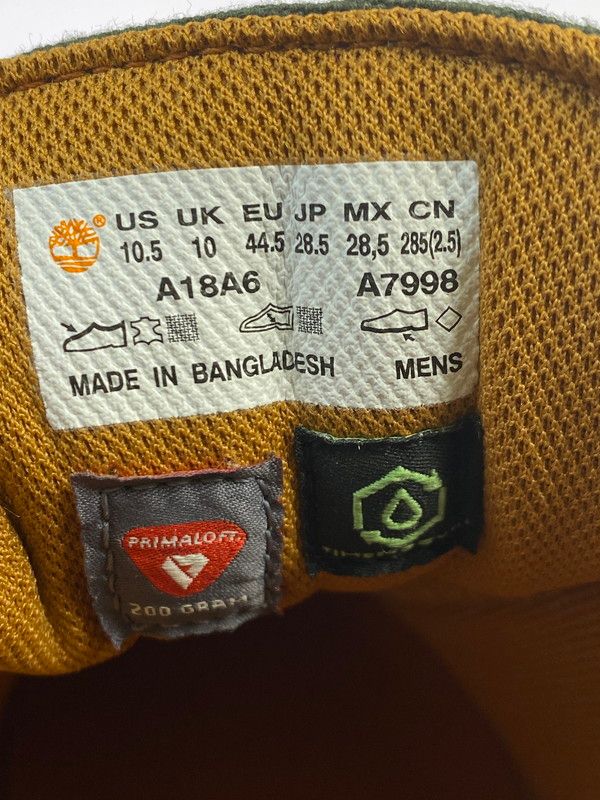 ®
US UK EU JP MX CN
10.5 10 44.5 28.5 28,5 285(2.5)
A18A6 A7998
MADE IN BANGLADESH MENS
PRIMALOFT
200 GRAM